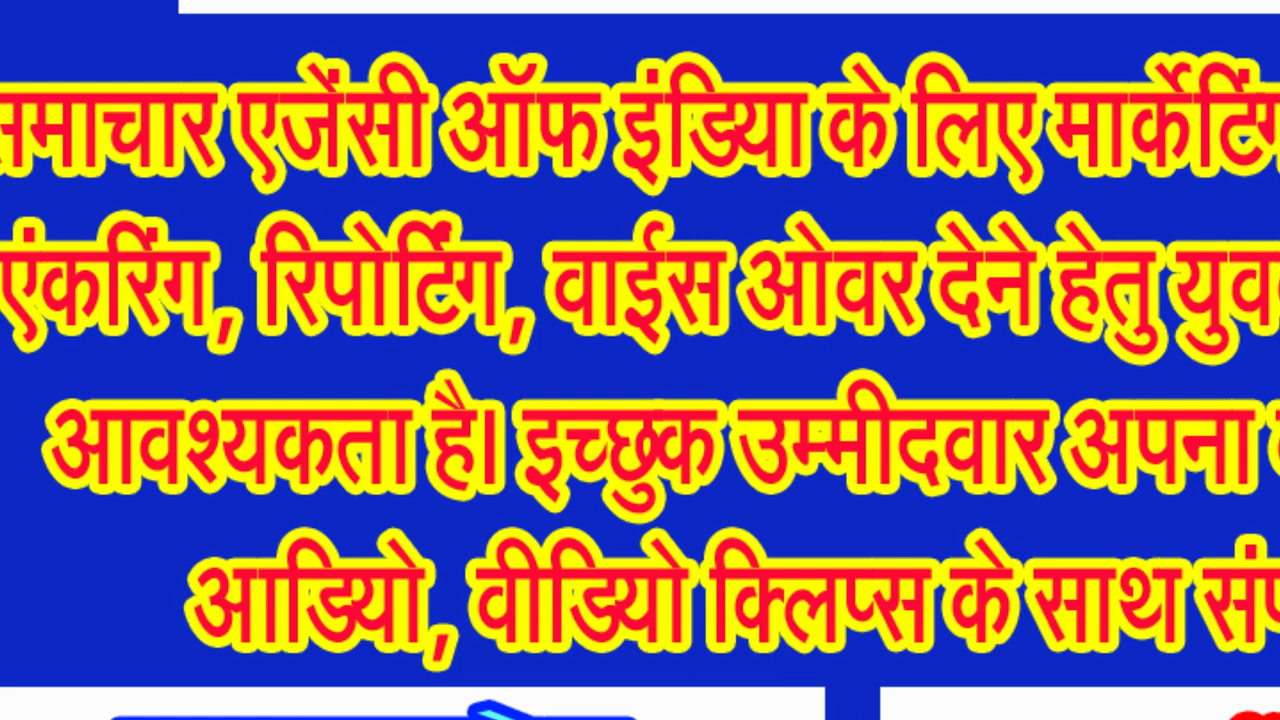 समाचार एजेंसी ऑफ इंडिया के लिए मार्केटिंग
एंकरिंग, रिपोर्टिंग, वाईस ओवर देने हेतु
आवश्यकता है। इच्छुक उम्मीदवार अपना
आडियो, वीडियो क्लिप्स के साथ